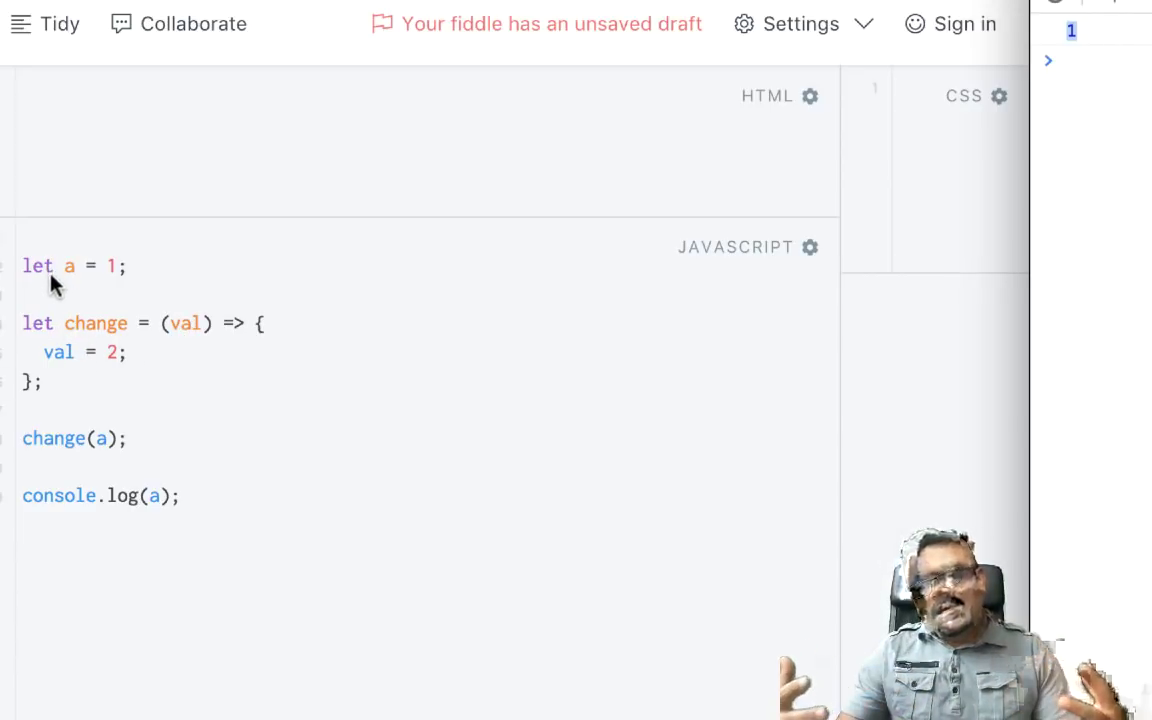 Tidy Collaborate Your fiddle has an unsaved draft Settings Sign in
1
HTML
1 CSS
JAVASCRIPT
let a = 1;
let change = (val) => {
val = 2;
};
change(a);
console.log(a);